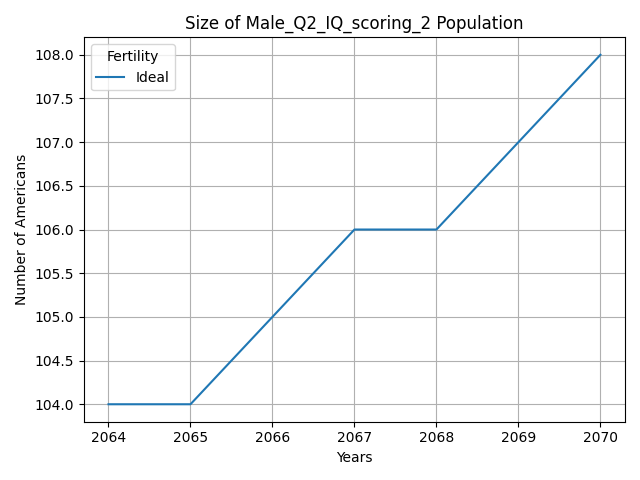 Size of Male_Q2_IQ_scoring_2 Population
Fertility
Ideal
Number of Americans
108.0
107.5
107.0
106.5
106.0
105.5
105.0
104.5
104.0
2064 2065 2066 2067 2068 2069 2070
Years